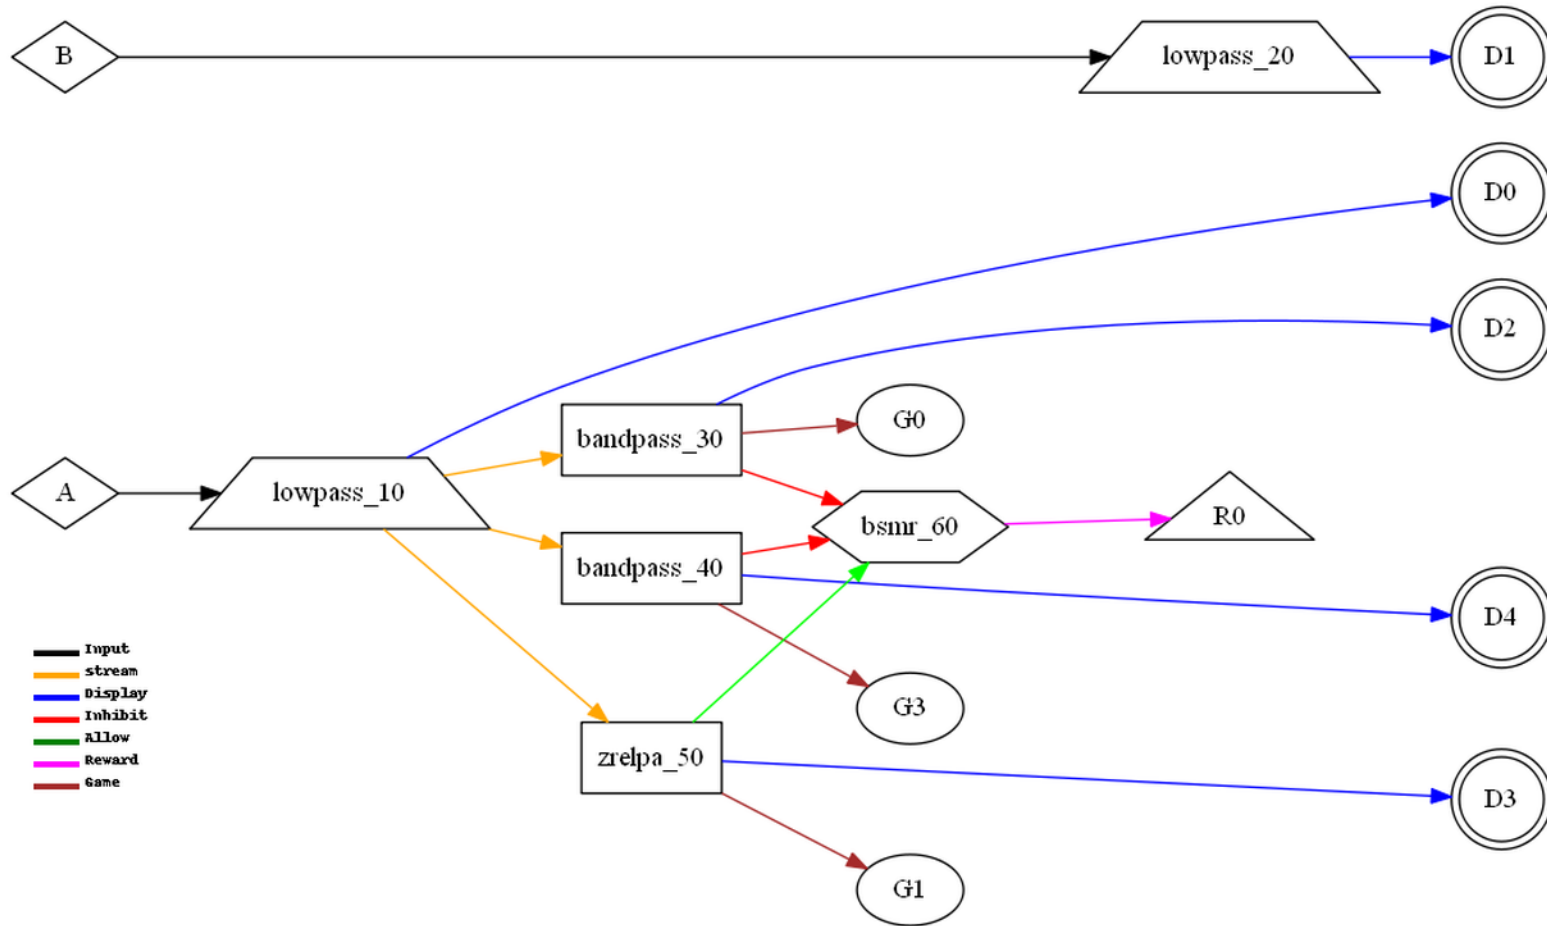 B
lowpass_20
D1
D0
D2
bandpass_30
G0
A
lowpass_10
bsmr_60
R0
bandpass_40
D4
Input
stream
Display
Inhibit
Allow
Reward
Game
G3
zrelpa_50
D3
G1